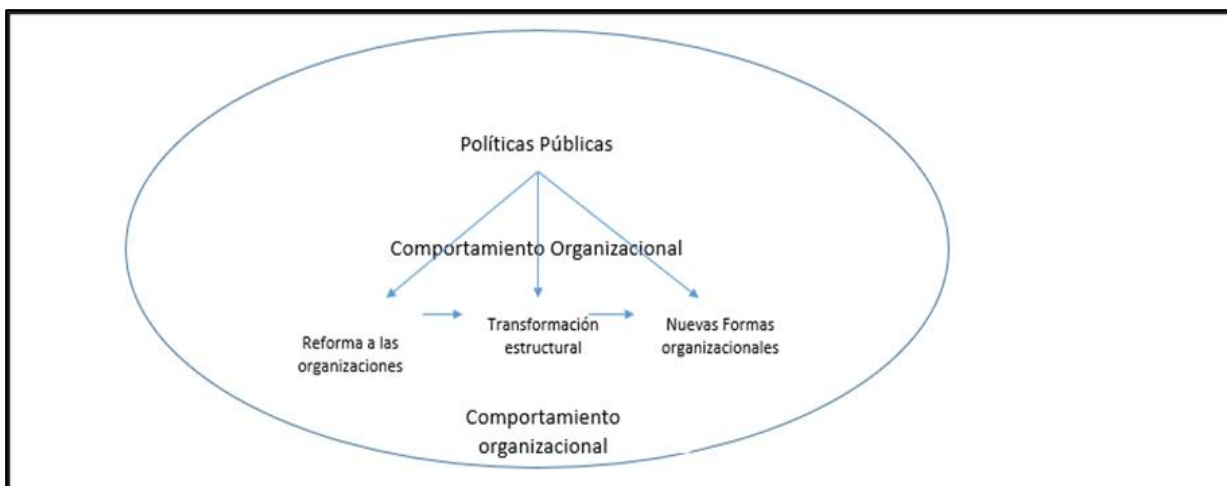 Políticas Públicas
Comportamiento Organizacional
Reforma a las
organizaciones
Transformación
estructural
Nuevas Formas
organizacionales
Comportamiento
organizacional